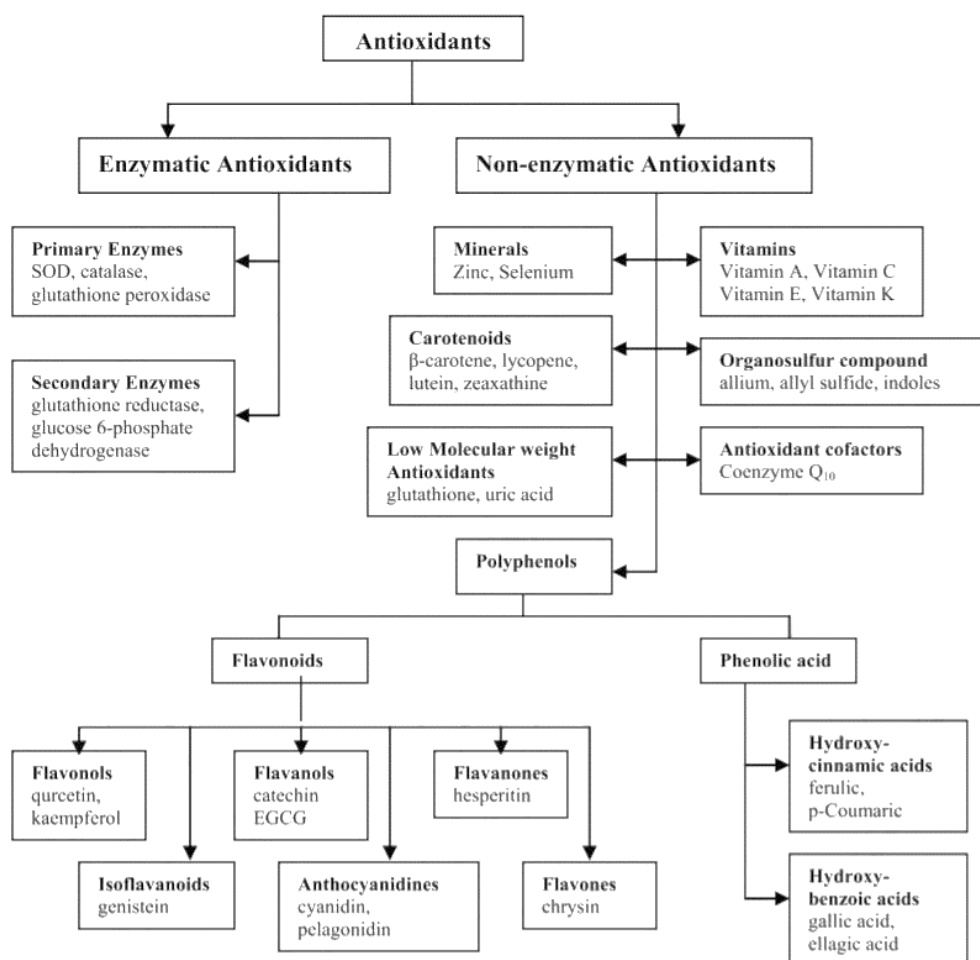 Antioxidants
Enzymatic Antioxidants
Non-enzymatic Antioxidants
Primary Enzymes
SOD, catalase,
glutathione peroxidase
Minerals
Zinc, Selenium
Vitamins
Vitamin A, Vitamin C
Vitamin E, Vitamin K
Carotenoids
β-carotene, lycopene,
lutein, zeaxathine
Organosulfur compound
allium, allyl sulfide, indoles
Secondary Enzymes
glutathione reductase,
glucose 6-phosphate
dehydrogenase
Low Molecular weight
Antioxidants
glutathione, uric acid
Antioxidant cofactors
Coenzyme Q₁₀
Polyphenols
Flavonoids
Phenolic acid
Flavonols
qurcetin,
kaempferol
Flavanols
catechin
EGCG
Flavanones
hesperitin
Hydroxy-
cinnamic acids
ferulic,
p-Coumaric
Isoflavanoids
genistein
Anthocyanidines
cyanidin,
pelagonidin
Flavones
chrysin
Hydroxy-
benzoic acids
gallic acid,
ellagic acid